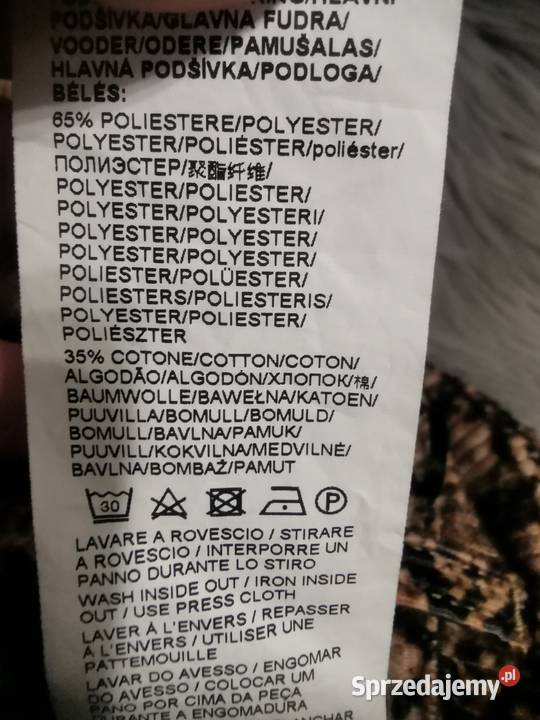 PODŠÍVKA/GLAVNA FUDRA/
VOODER/ODERE/PAMUŠALAS/
HLAVNÁ PODŠÍVKA/PODLOGA/
BÉLÉS:
65% POLIESTERE/POLYESTER/
POLYESTER/POLIÉSTER/poliéster/
ПОЛИЭСТЕР/聚酯纤维/
POLYESTER/POLIESTER/
POLYESTER/POLYESTERI/
POLYESTER/POLYESTER/
POLYESTER/POLYESTER/
POLIESTER/POLÜESTER/
POLIESTERS/POLIESTERIS/
POLYESTER/POLIESTER/
POLIÉSZTER
35% COTONE/COTTON/COTON/
ALGODÃO/ALGODÓN/ХЛОПОК/棉/
BAUMWOLLE/BAWEŁNA/KATOEN/
PUUVILLA/BOMULL/BOMULD/
BOMULL/BAVLNA/PAMUK/
PUUVILL/KOKVILNA/MEDVILNĖ/
BAVLNA/BOMBAŽ/PAMUT
30 P
LAVARE A ROVESCIO / STIRARE
A ROVESCIO / INTERPORRE UN
PANNO DURANTE LO STIRO
WASH INSIDE OUT / IRON INSIDE
OUT / USE PRESS CLOTH
LAVER À L'ENVERS / REPASSER
À L'ENVERS / UTILISER UNE
PATTEMOUILLE
LAVAR DO AVESSO / ENGOMAR
DO AVESSO / COLOCAR UM
PANO POR CIMA DA PEÇA
DURANTE A ENGOMADURA
Sprzedajemy.pl